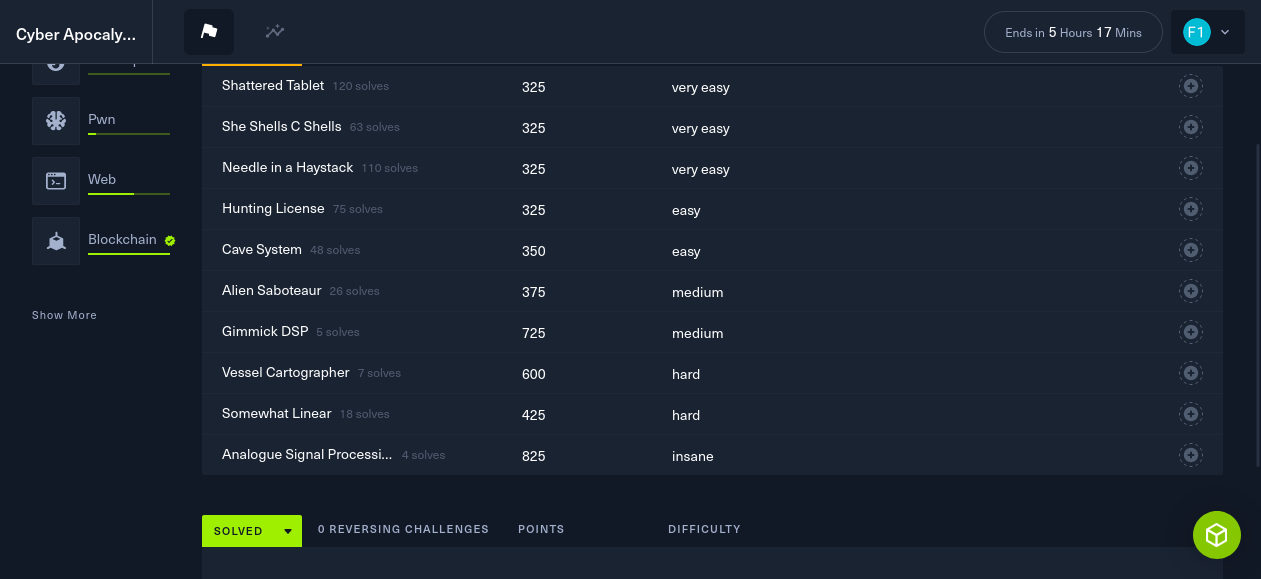 Cyber Apocaly...
Ends in 5 Hours 17 Mins
F1
Pwn
Web
Blockchain
Show More
Shattered Tablet 120 solves 325 very easy
She Shells C Shells 63 solves 325 very easy
Needle in a Haystack 110 solves 325 very easy
Hunting License 75 solves 325 easy
Cave System 48 solves 350 easy
Alien Saboteaur 26 solves 375 medium
Gimmick DSP 5 solves 725 medium
Vessel Cartographer 7 solves 600 hard
Somewhat Linear 18 solves 425 hard
Analogue Signal Processi... 4 solves 825 insane
SOLVED 0 REVERSING CHALLENGES POINTS DIFFICULTY